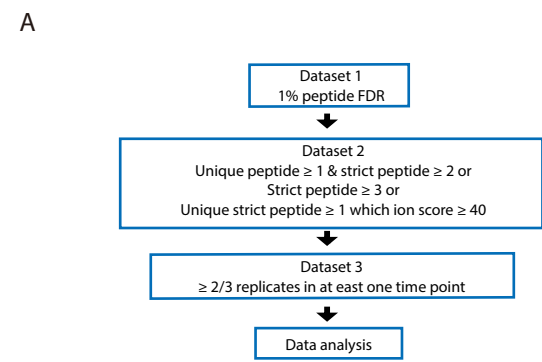 A
Dataset 1
1% peptide FDR
Dataset 2
Unique peptide ≥ 1 & strict peptide ≥ 2 or
Strict peptide ≥ 3 or
Unique strict peptide ≥ 1 which ion score ≥ 40
Dataset 3
≥ 2/3 replicates in at east one time point
Data analysis